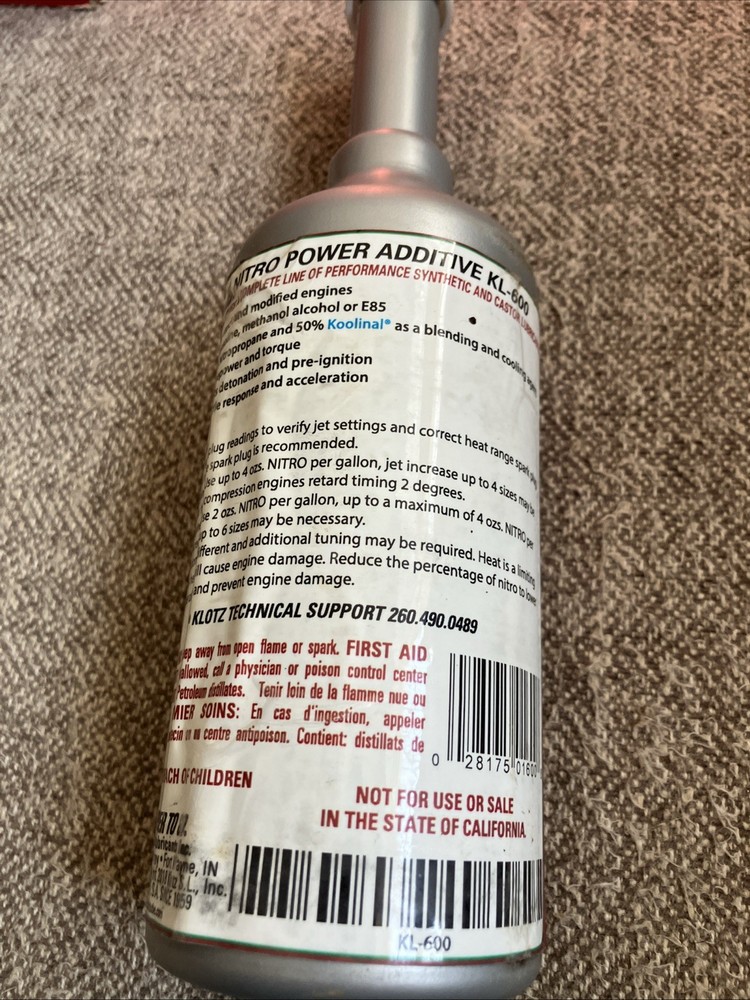 NITRO POWER ADDITIVE KL-600
COMPLETE LINE OF PERFORMANCE SYNTHETIC AND CASTOR
and modified engines
methanol alcohol or E85
and 50% Koolinal® as a blending and cooling
power and torque
detonation and pre-ignition
response and acceleration
plug readings to verify jet settings and correct heat range spark
spark plug is recommended.
up to 4 ozs. NITRO per gallon, jet increase up to 4 sizes may be
compression engines retard timing 2 degrees.
2 ozs. NITRO per gallon, up to a maximum of 4 ozs. NITRO per
to 6 sizes may be necessary.
and additional tuning may be required. Heat is a limiting
will cause engine damage. Reduce the percentage of nitro to lower
and prevent engine damage.
KLOTZ TECHNICAL SUPPORT 260.490.0489
away from open flame or spark. FIRST AID
call a physician or poison control center
Petroleum distillates. Tenir loin de la flamme nue ou
SOINS: En cas d'ingestion, appeler
un centre antipoison. Contient: distillats de
0 28175 01600
OF CHILDREN
NOT FOR USE OR SALE
IN THE STATE OF CALIFORNIA
Inc.
Wayne, IN
Inc.
KL-600